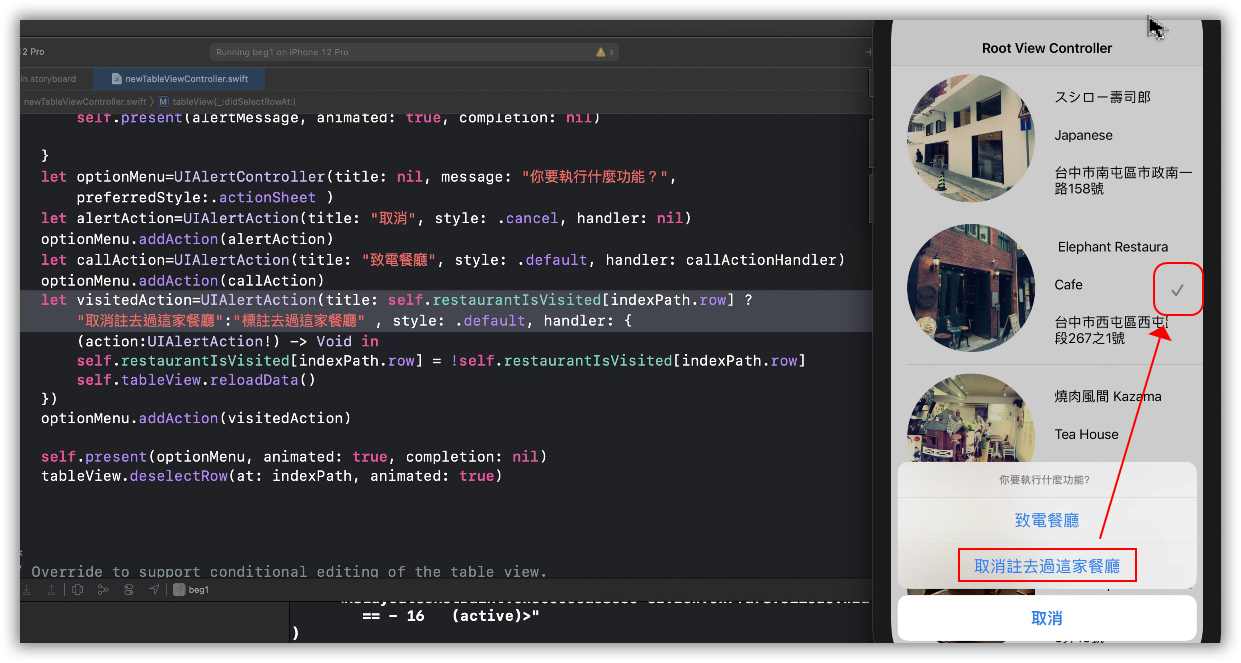 2 Pro
Running beg1 on iPhone 12 Pro
in.storyboard
newTableViewController.swift
newTableViewController.swift 〉 M tableView(_:didSelectRowAt:)
self.present(alertMessage, animated: true, completion: nil)
}
let optionMenu=UIAlertController(title: nil, message: "你要執行什麼功能？",
preferredStyle:.actionSheet )
let alertAction=UIAlertAction(title: "取消", style: .cancel, handler: nil)
optionMenu.addAction(alertAction)
let callAction=UIAlertAction(title: "致電餐廳", style: .default, handler: callActionHandler)
optionMenu.addAction(callAction)
let visitedAction=UIAlertAction(title: self.restaurantIsVisited[indexPath.row] ?
"取消註去過這家餐廳":"標註去過這家餐廳" , style: .default, handler: {
(action:UIAlertAction!) -> Void in
self.restaurantIsVisited[indexPath.row] = !self.restaurantIsVisited[indexPath.row]
self.tableView.reloadData()
})
optionMenu.addAction(visitedAction)
self.present(optionMenu, animated: true, completion: nil)
tableView.deselectRow(at: indexPath, animated: true)
Override to support conditional editing of the table view.
beg1
== - 16 (active)>"
)
Root View Controller
スシロー壽司郎
Japanese
台中市南屯區市政南一
路158號
Elephant Restaura
Cafe
台中市西屯區西屯
段267之1號
燒肉風間 Kazama
Tea House
你要執行什麼功能?
致電餐廳
取消註去過這家餐廳
取消